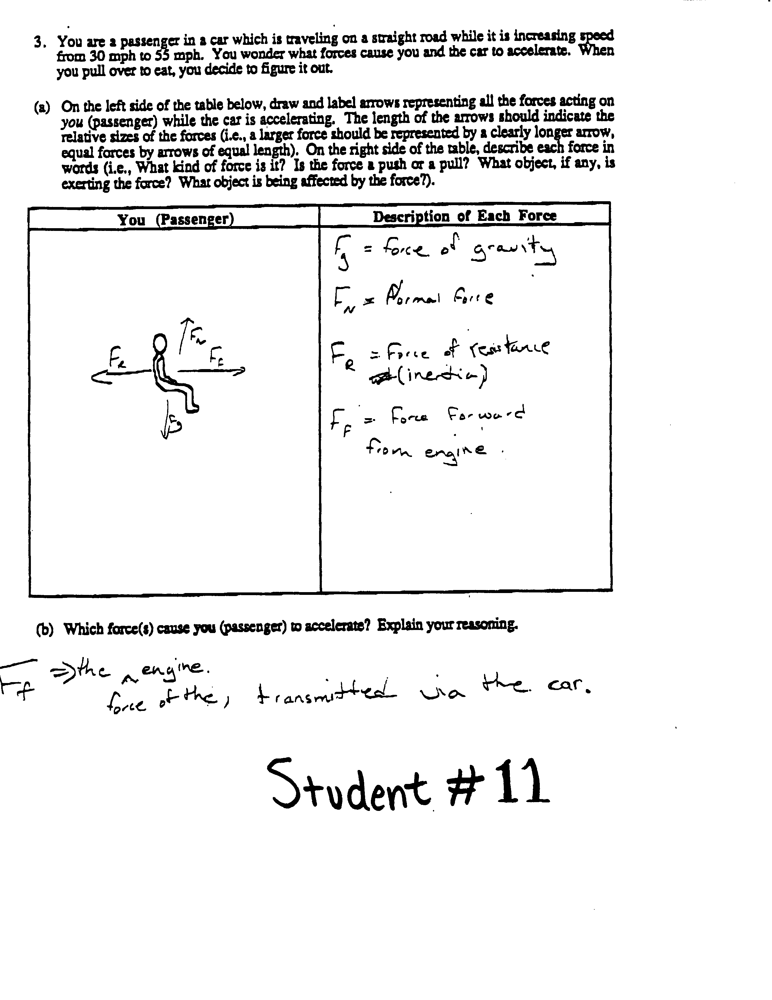 3. You are a passenger in a car which is traveling on a straight road while it is increasing speed
from 30 mph to 55 mph. You wonder what forces cause you and the car to accelerate. When
you pull over to eat, you decide to figure it out.
(a) On the left side of the table below, draw and label arrows representing all the forces acting on
you (passenger) while the car is accelerating. The length of the arrows should indicate the
relative sizes of the forces (i.e., a larger force should be represented by a clearly longer arrow,
equal forces by arrows of equal length). On the right side of the table, describe each force in
words (i.e., What kind of force is it? Is the force a push or a pull? What object, if any, is
exerting the force? What object is being affected by the force?).
You (Passenger)
F_N
F_R
F_F
F_g
Description of Each Force
F_g = force of gravity
F_N = Normal force
F_R = Force of resistance
(inertia)
F_F = Force Forward
from engine.
(b) Which force(s) cause you (passenger) to accelerate? Explain your reasoning.
F_f ⇒ the ^ engine.
force of the, transmitted via the car.
Student #11